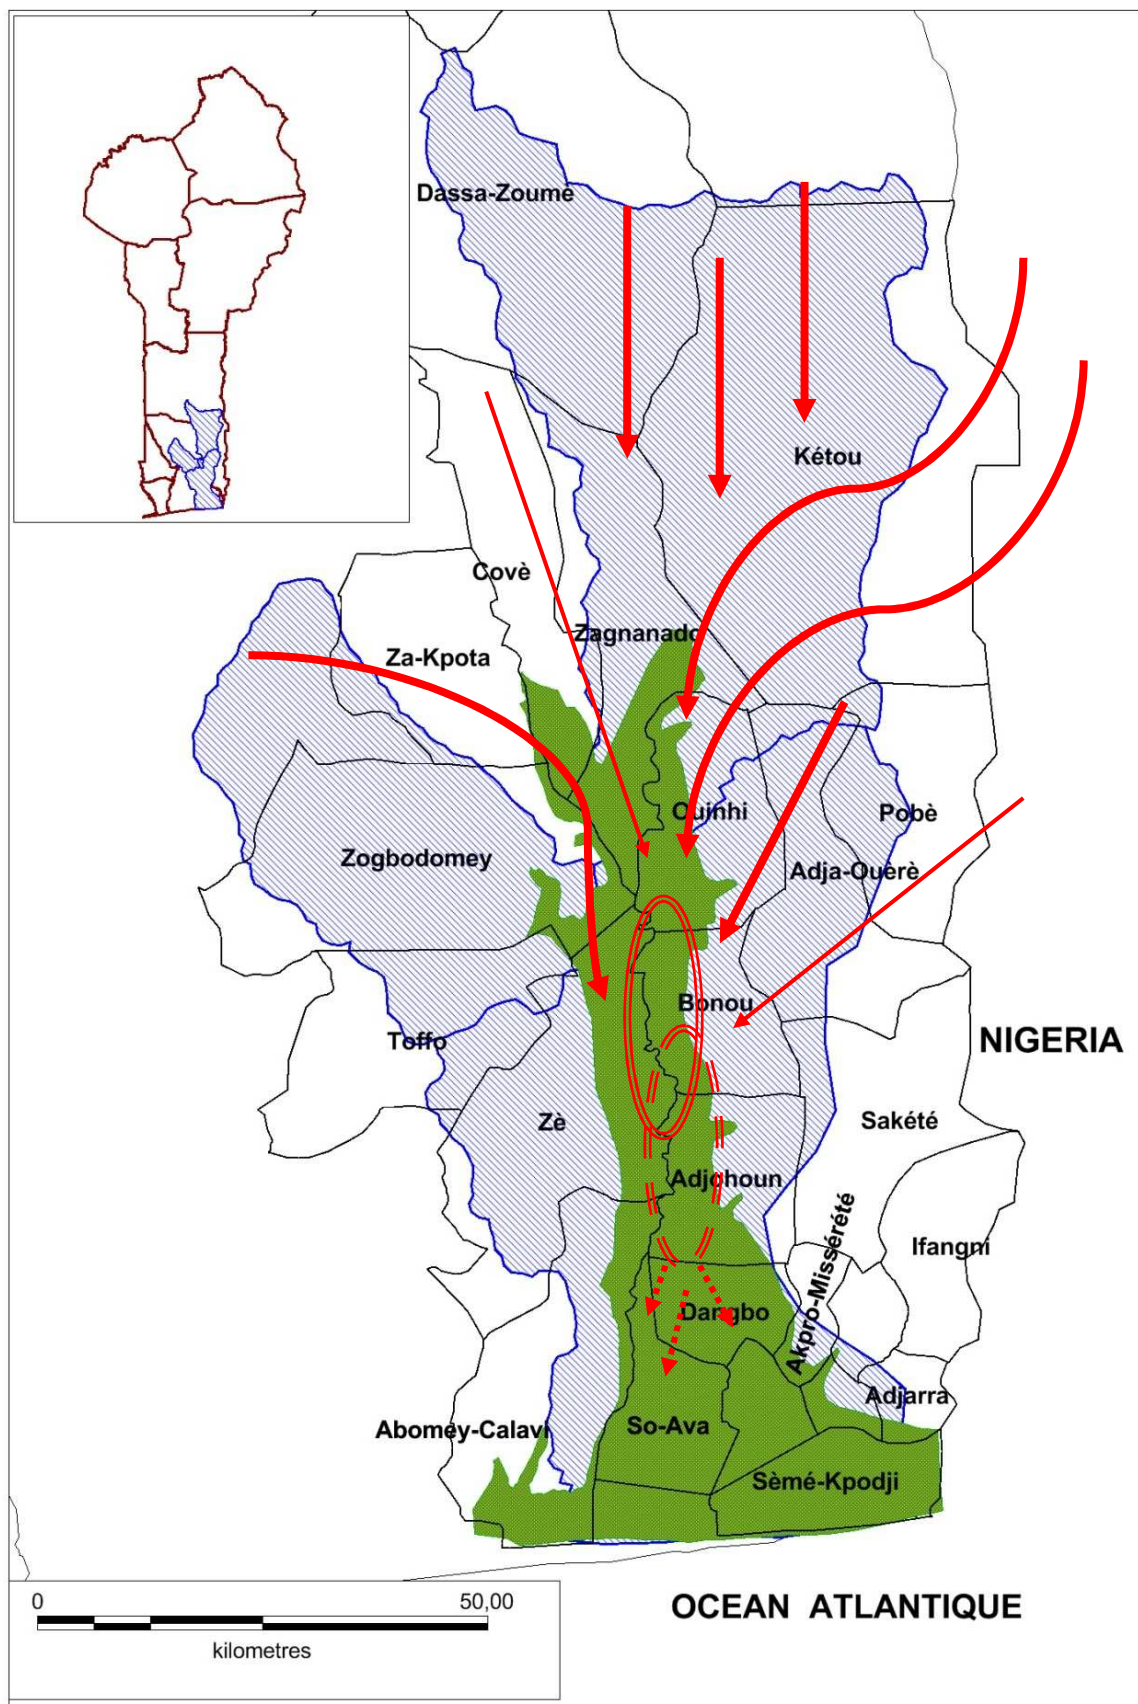 Dassa-Zoume
Kétou
Covè
Zagnanado
Za-Kpota
Ouinhi
Pobè
Zogbodomey
Adja-Ouèrè
Bonou
Toffo
NIGERIA
Zè
Sakété
Adjohoun
Ifangni
Akpro-Missérété
Dangbo
Adjarra
Abomey-Calavi
So-Ava
Sèmé-Kpodji
0
50,00
kilometres
OCEAN ATLANTIQUE